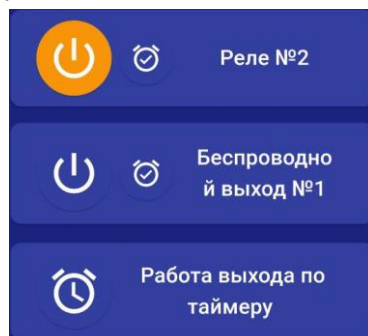 Реле №2
Беспроводно
й выход №1
Работа выхода по
таймеру